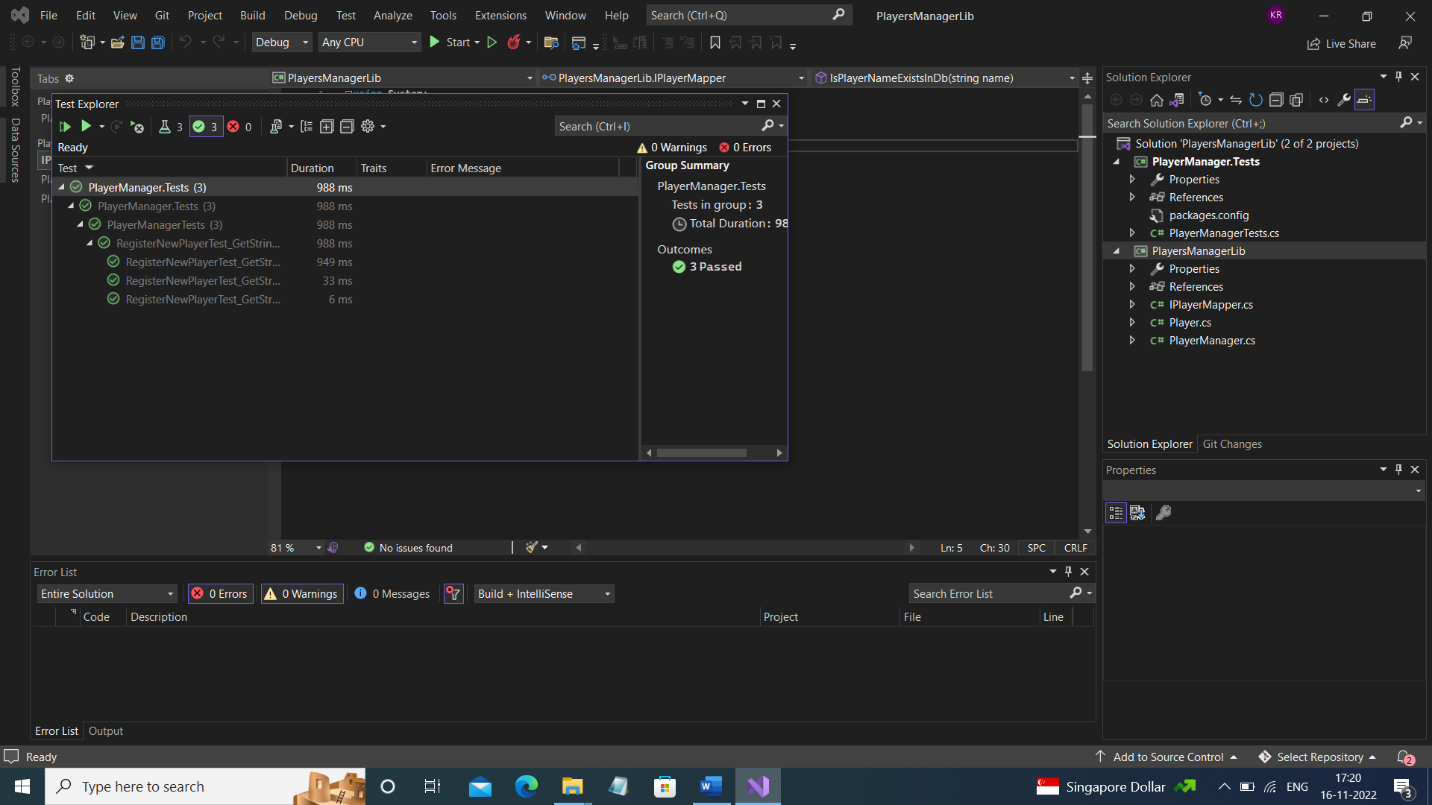 File Edit View Git Project Build Debug Test Analyze Tools Extensions Window Help Search (Ctrl+Q) PlayersManagerLib KR
Debug Any CPU Start Live Share
Toolbox
Data Sources
Tabs PlayersManagerLib PlayersManagerLib.IPlayerMapper IsPlayerNameExistsInDb(string name)
Test Explorer
3 3 0 Search (Ctrl+I)
Ready 0 Warnings 0 Errors
Test Duration Traits Error Message
PlayerManager.Tests (3) 988 ms
PlayerManager.Tests (3) 988 ms
PlayerManagerTests (3) 988 ms
RegisterNewPlayerTest_GetStrin... 988 ms
RegisterNewPlayerTest_GetStr... 949 ms
RegisterNewPlayerTest_GetStr... 33 ms
RegisterNewPlayerTest_GetStr... 6 ms
Group Summary
PlayerManager.Tests
Tests in group: 3
Total Duration: 98
Outcomes
3 Passed
81 % No issues found Ln: 5 Ch: 30 SPC CRLF
Solution Explorer
Search Solution Explorer (Ctrl+;)
Solution 'PlayersManagerLib' (2 of 2 projects)
PlayerManager.Tests
Properties
References
packages.config
C# PlayerManagerTests.cs
PlayersManagerLib
Properties
References
C# IPlayerMapper.cs
C# Player.cs
C# PlayerManager.cs
Solution Explorer Git Changes
Properties
Error List
Entire Solution 0 Errors 0 Warnings 0 Messages Build + IntelliSense Search Error List
Code Description Project File Line
Error List Output
Ready Add to Source Control Select Repository 2
Type here to search Singapore Dollar ENG 17:20
16-11-2022 3